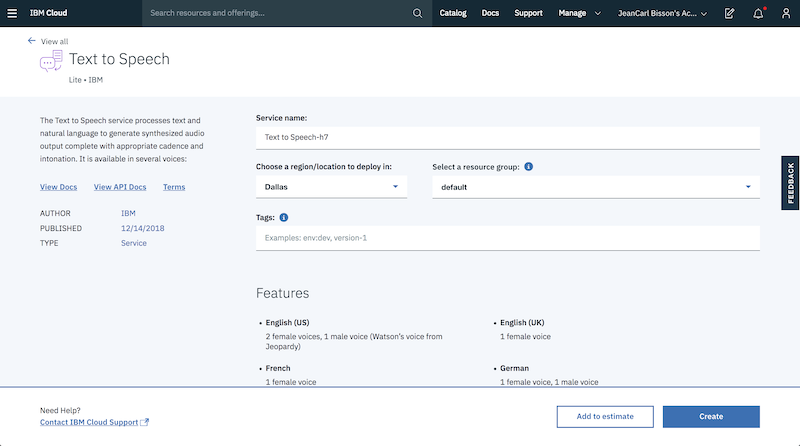 IBM Cloud
Search resources and offerings...
Catalog
Docs
Support
Manage
JeanCarl Bisson's Ac...
View all
Text to Speech
Lite • IBM
The Text to Speech service processes text and
natural language to generate synthesized audio
output complete with appropriate cadence and
intonation. It is available in several voices:
View Docs
View API Docs
Terms
AUTHOR IBM
PUBLISHED 12/14/2018
TYPE Service
Service name:
Text to Speech-h7
Choose a region/location to deploy in:
Dallas
Select a resource group:
default
Tags:
Examples: env:dev, version-1
Features
• English (US)
2 female voices, 1 male voice (Watson's voice from
Jeopardy)
• English (UK)
1 female voice
• French
1 female voice
• German
1 female voice, 1 male voice
FEEDBACK
Need Help?
Contact IBM Cloud Support
Add to estimate
Create